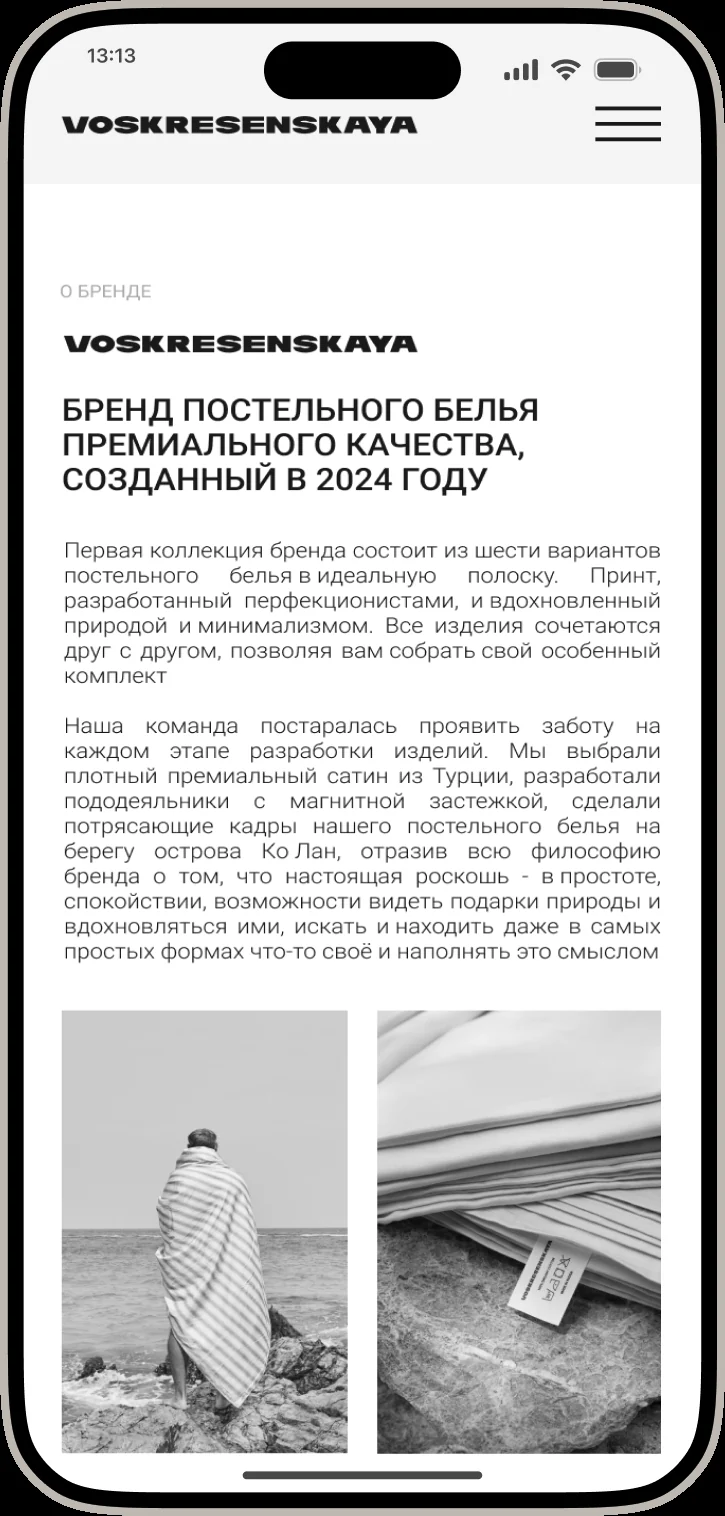 13:13
VOSKRESENSKAYA
О БРЕНДЕ
VOSKRESENSKAYA
БРЕНД ПОСТЕЛЬНОГО БЕЛЬЯ
ПРЕМИАЛЬНОГО КАЧЕСТВА,
СОЗДАННЫЙ В 2024 ГОДУ
Первая коллекция бренда состоит из шести вариантов
постельного белья в идеальную полоску. Принт,
разработанный перфекционистами, и вдохновленный
природой и минимализмом. Все изделия сочетаются
друг с другом, позволяя вам собрать свой особенный
комплект
Наша команда постаралась проявить заботу на
каждом этапе разработки изделий. Мы выбрали
плотный премиальный сатин из Турции, разработали
пододеяльники с магнитной застежкой, сделали
потрясающие кадры нашего постельного белья на
берегу острова Ко Лан, отразив всю философию
бренда о том, что настоящая роскошь - в простоте,
спокойствии, возможности видеть подарки природы и
вдохновляться ими, искать и находить даже в самых
простых формах что-то своё и наполнять это смыслом
VOSKRESENSKAYA